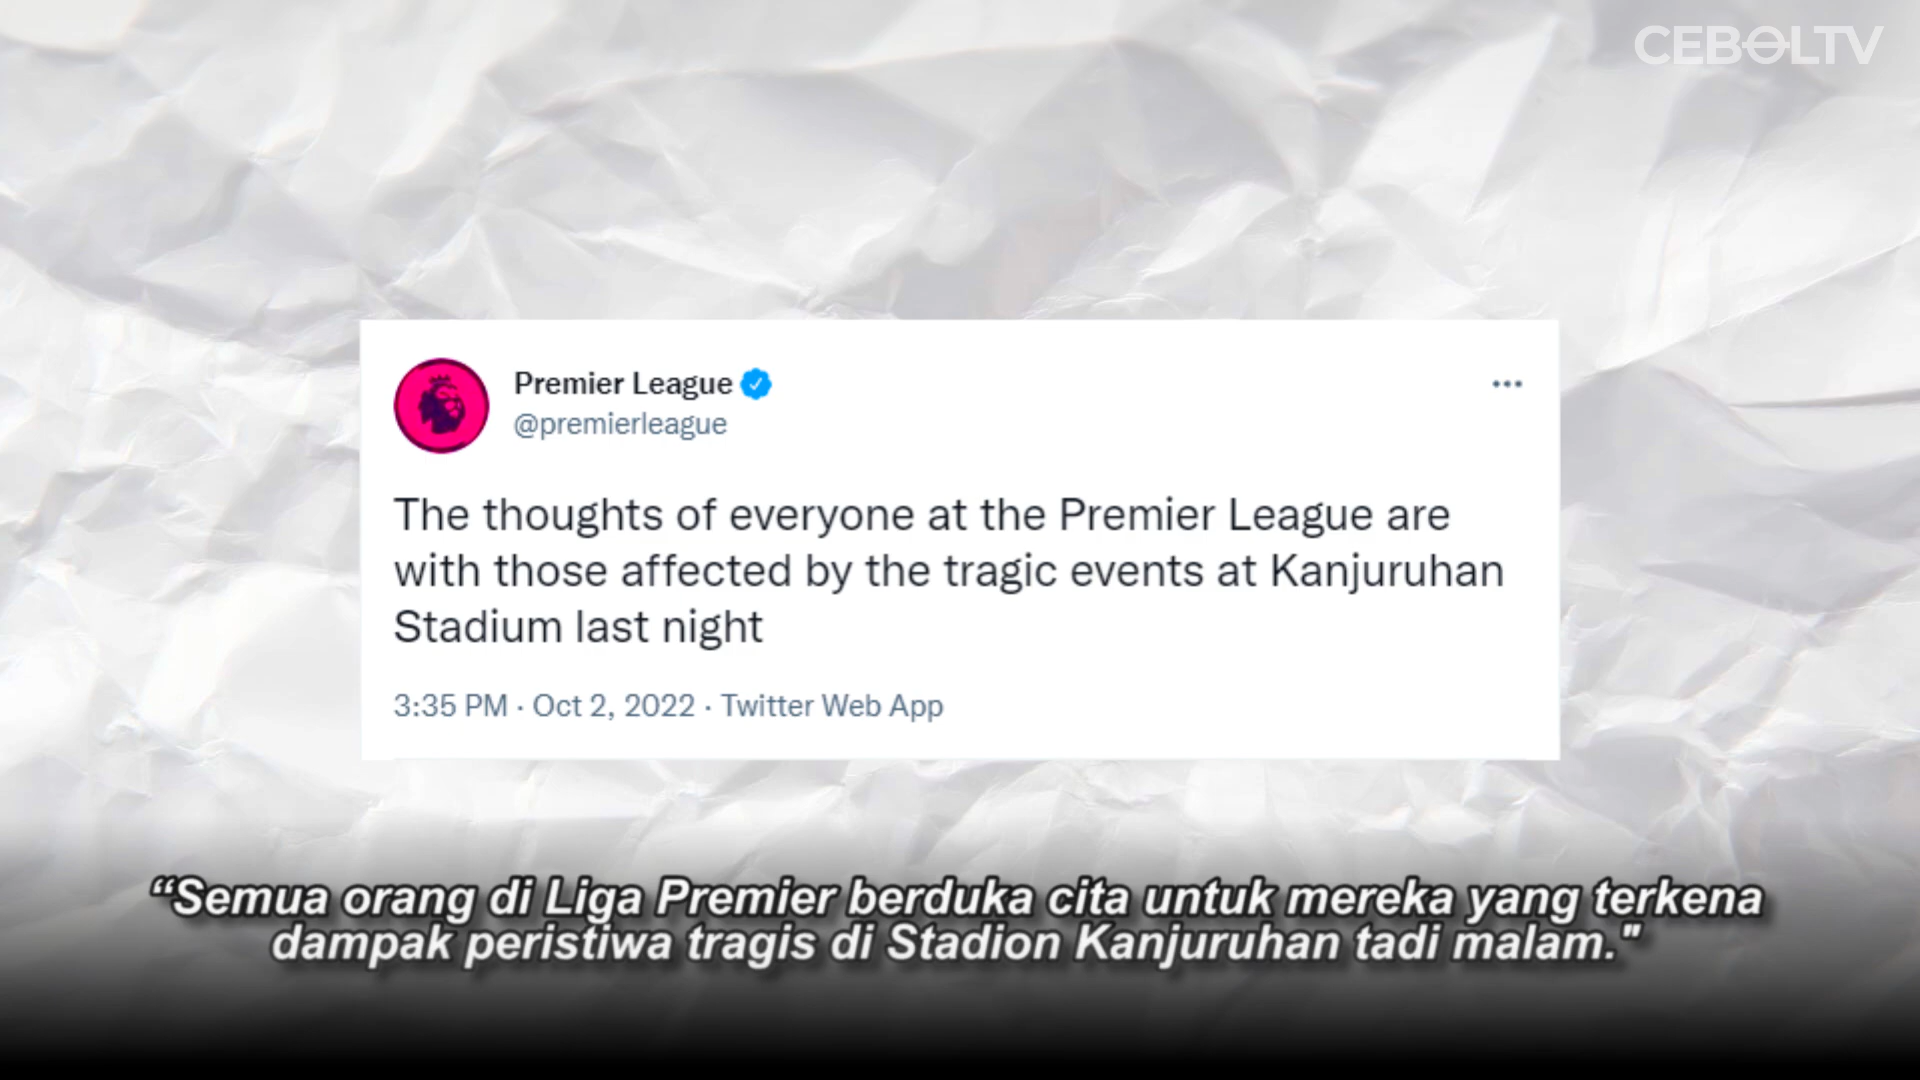 CEBOLTV
Premier League
@premierleague
The thoughts of everyone at the Premier League are
with those affected by the tragic events at Kanjuruhan
Stadium last night
3:35 PM · Oct 2, 2022 · Twitter Web App
“Semua orang di Liga Premier berduka cita untuk mereka yang terkena
dampak peristiwa tragis di Stadion Kanjuruhan tadi malam."